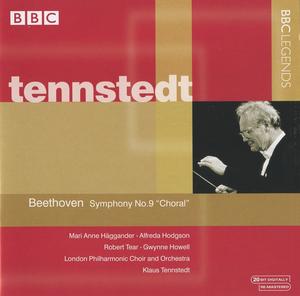 BBC
BBC LEGENDS
tennstedt
Beethoven Symphony No.9 "Choral"
Mari Anne Häggander · Alfreda Hodgson
Robert Tear · Gwynne Howell
London Philharmonic Choir and Orchestra
Klaus Tennstedt
20 BIT DIGITALLY
RE-MASTERED